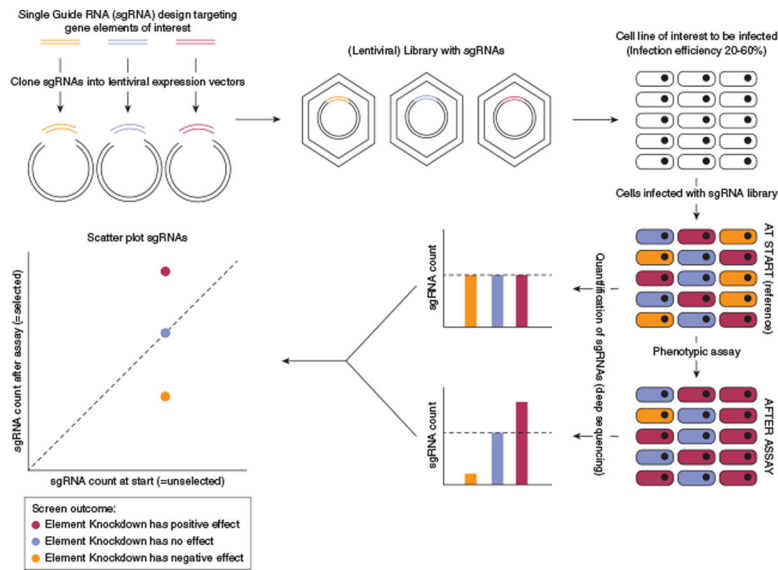 Single Guide RNA (sgRNA) design targeting
gene elements of interest
Clone sgRNAs into lentiviral expression vectors
(Lentiviral) Library with sgRNAs
Cell line of interest to be infected
(Infection efficiency 20-60%)
Cells infected with sgRNA library
AT START (reference)
Phenotypic assay
AFTER ASSAY
Quantification of sgRNAs (deep sequencing)
sgRNA count
sgRNA count
Scatter plot sgRNAs
sgRNA count after assay (=selected)
sgRNA count at start (=unselected)
Screen outcome:
Element Knockdown has positive effect
Element Knockdown has no effect
Element Knockdown has negative effect